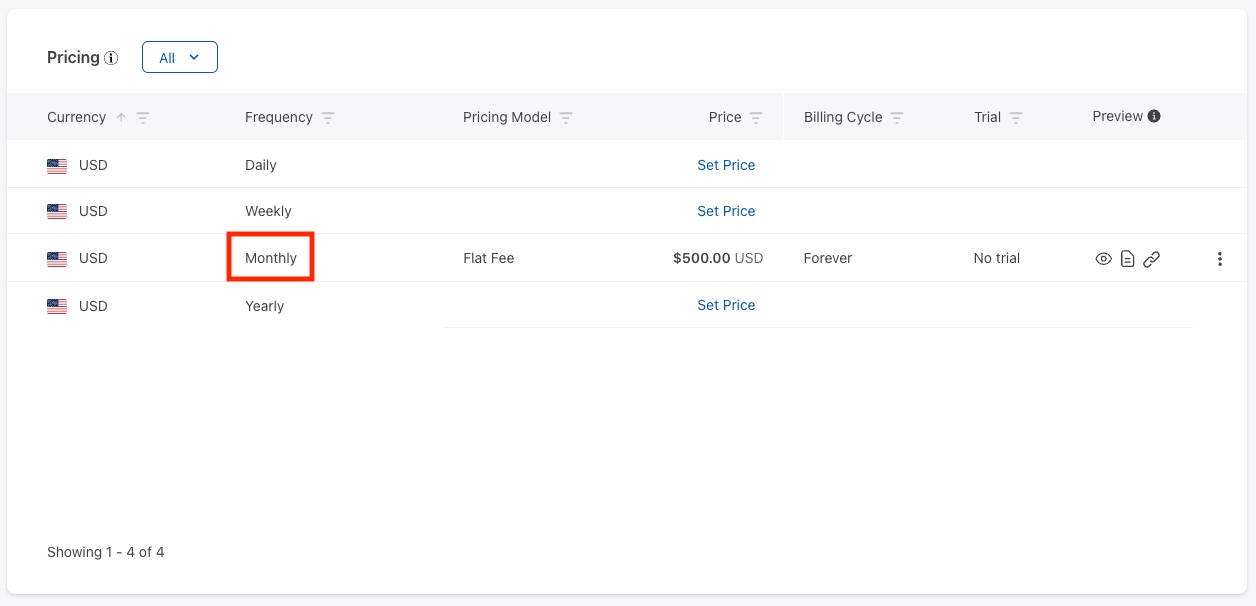 Pricing All
Currency Frequency Pricing Model Price Billing Cycle Trial Preview
USD Daily Set Price
USD Weekly Set Price
USD Monthly Flat Fee $500.00 USD Forever No trial
USD Yearly Set Price
Showing 1 - 4 of 4